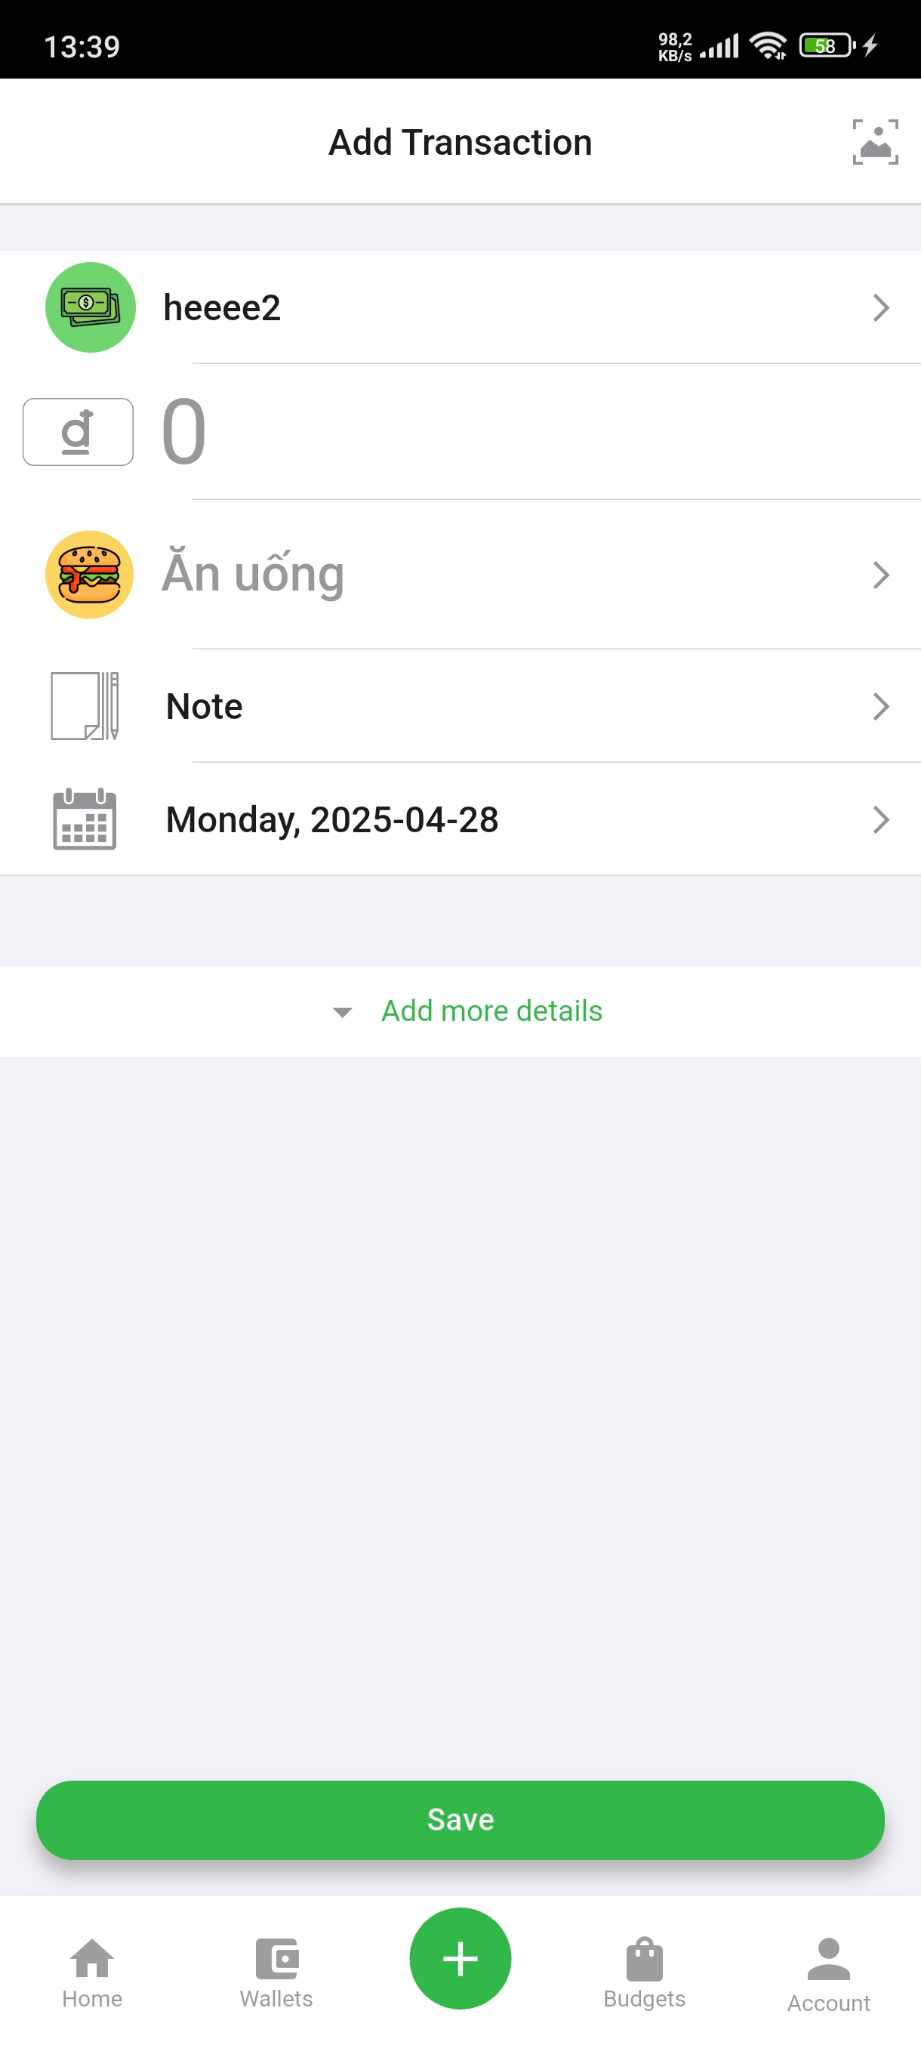 13:39
98,2
KB/s
58
Add Transaction
heeee2
đ
0
Ăn uống
Note
Monday, 2025-04-28
Add more details
Save
Home
Wallets
Budgets
Account